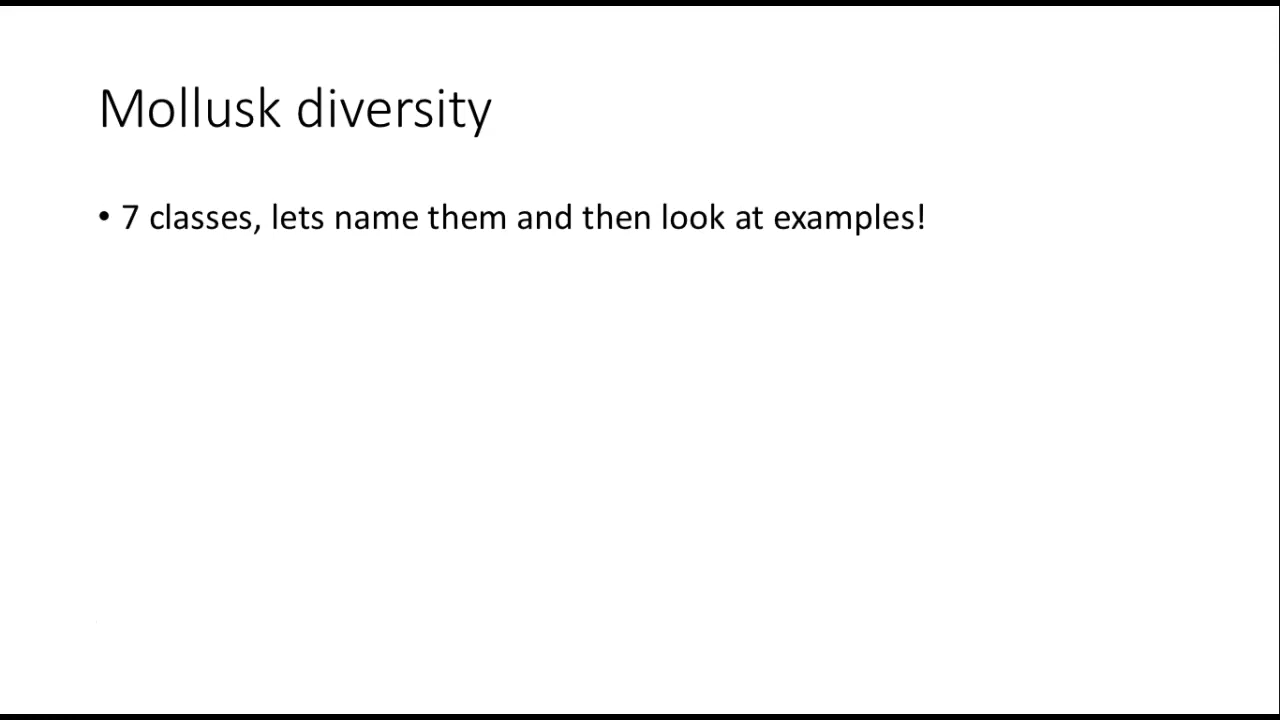 Mollusk diversity
• 7 classes, lets name them and then look at examples!